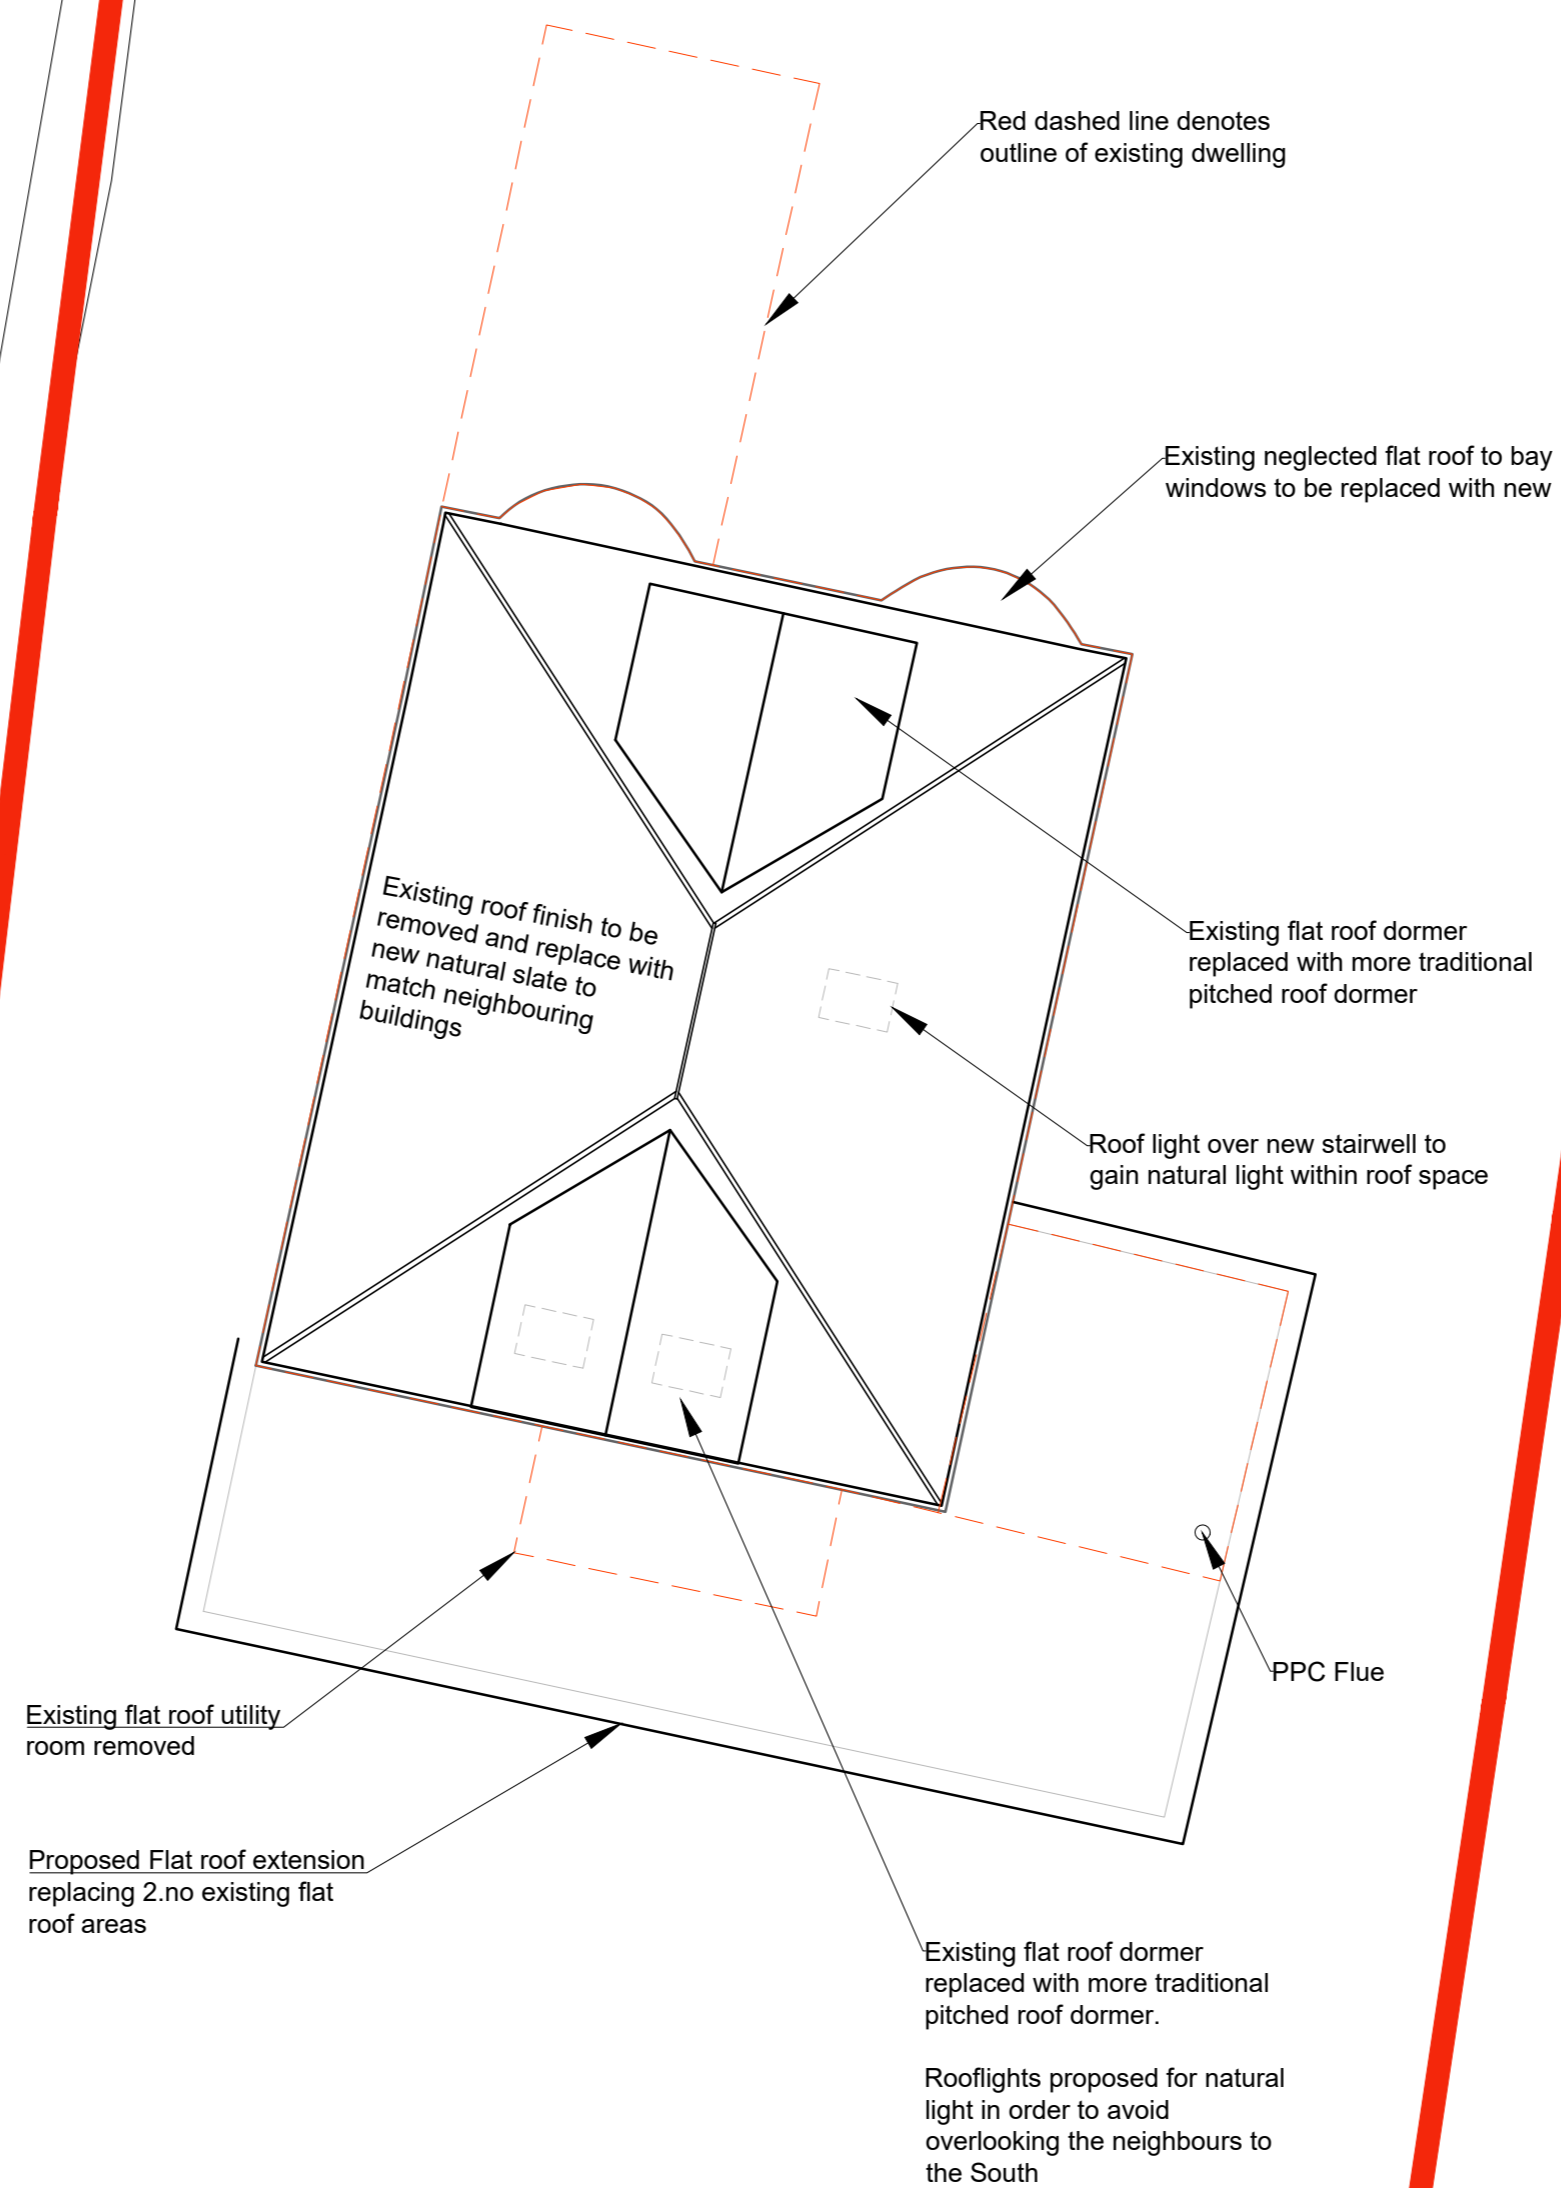 Red dashed line denotes
outline of existing dwelling
Existing neglected flat roof to bay
windows to be replaced with new
Existing roof finish to be
removed and replace with
new natural slate to
match neighbouring
buildings
Existing flat roof dormer
replaced with more traditional
pitched roof dormer
Roof light over new stairwell to
gain natural light within roof space
PPC Flue
Existing flat roof utility
room removed
Proposed Flat roof extension
replacing 2.no existing flat
roof areas
Existing flat roof dormer
replaced with more traditional
pitched roof dormer.
Rooflights proposed for natural
light in order to avoid
overlooking the neighbours to
the South